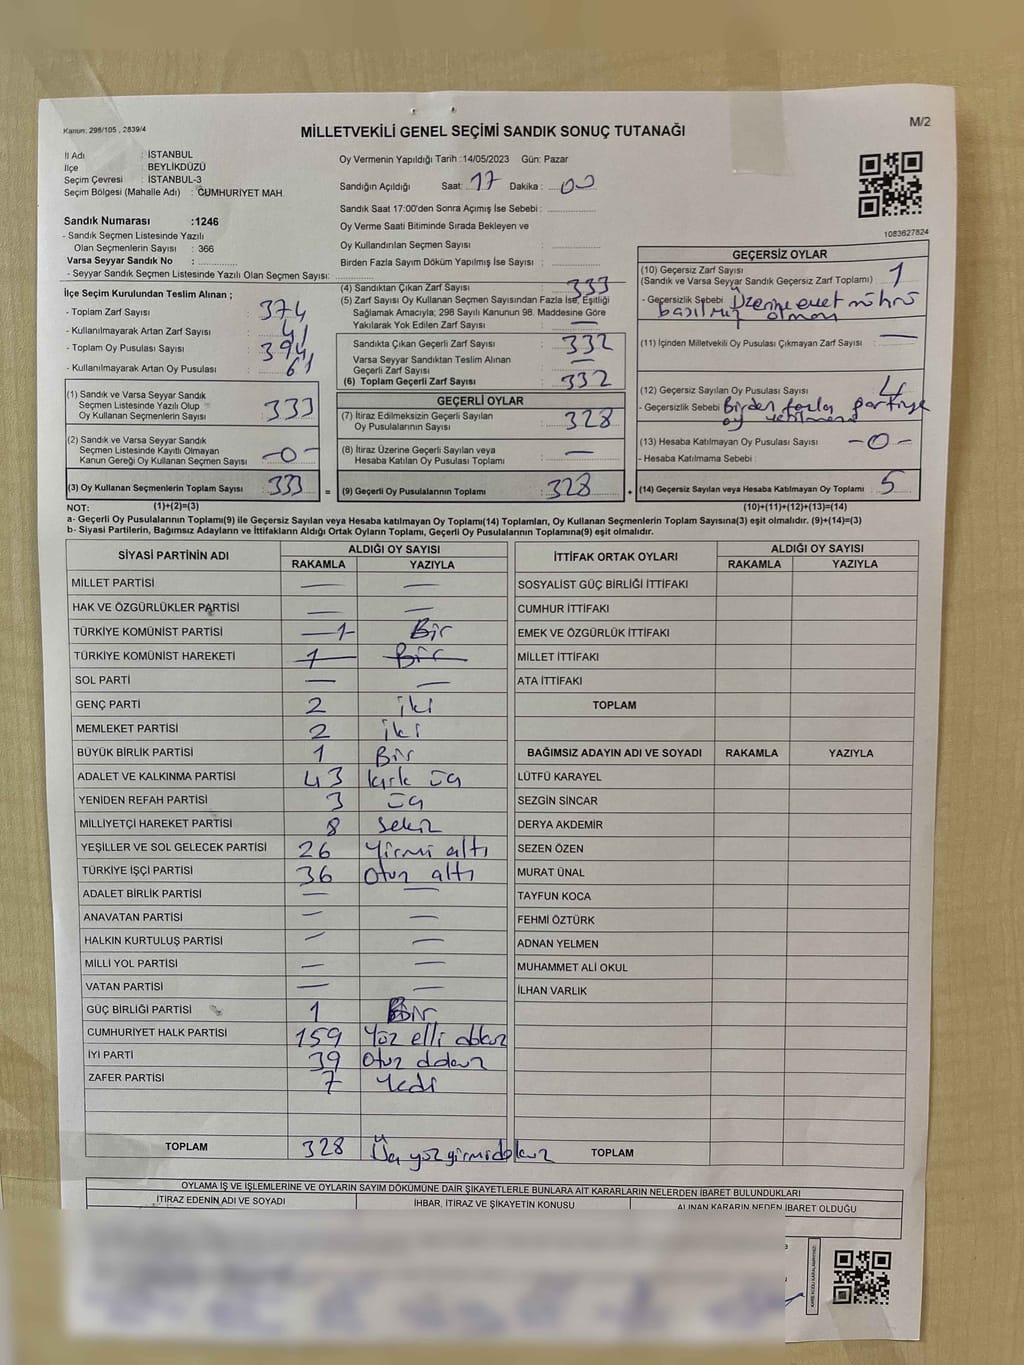 Kanun: 298/105 , 2839/4
M/2
MİLLETVEKİLİ GENEL SEÇİMİ SANDIK SONUÇ TUTANAĞI
İl Adı : İSTANBUL
İlçe : BEYLİKDÜZÜ
Seçim Çevresi : İSTANBUL-3
Seçim Bölgesi (Mahalle Adı) : CUMHURİYET MAH.
Sandık Numarası :1246
- Sandık Seçmen Listesinde Yazılı
Olan Seçmenlerin Sayısı : 366
Varsa Seyyar Sandık No : ............
- Seyyar Sandık Seçmen Listesinde Yazılı Olan Seçmen Sayısı: ............
Oy Vermenin Yapıldığı Tarih :14/05/2023 Gün: Pazar
Sandığın Açıldığı Saat: 17 Dakika : 00
Sandık Saat 17:00'den Sonra Açımış İse Sebebi : ............
Oy Verme Saati Bitiminde Sırada Bekleyen ve
Oy Kullandırılan Seçmen Sayısı : ............
Birden Fazla Sayım Döküm Yapılmış İse Sayısı : ............
1083627824
İlçe Seçim Kurulundan Teslim Alınan ;
- Toplam Zarf Sayısı : 374
- Kullanılmayarak Artan Zarf Sayısı : 41
- Toplam Oy Pusulası Sayısı : 394
- Kullanılmayarak Artan Oy Pusulası : 61
(1) Sandık ve Varsa Seyyar Sandık
Seçmen Listesinde Yazılı Olup
Oy Kullanan Seçmenlerin Sayısı : 333
(2) Sandık ve Varsa Seyyar Sandık
Seçmen Listesinde Kayıtlı Olmayan
Kanun Gereği Oy Kullanan Seçmen Sayısı : -0-
(3) Oy Kullanan Seçmenlerin Toplam Sayısı : 333 =
(4) Sandıktan Çıkan Zarf Sayısı : 333
(5) Zarf Sayısı Oy Kullanan Seçmen Sayısından Fazla İse, Eşitliği
Sağlamak Amacıyla; 298 Sayılı Kanunun 98. Maddesine Göre
Yakılarak Yok Edilen Zarf Sayısı : —
Sandıkta Çıkan Geçerli Zarf Sayısı : 332
Varsa Seyyar Sandıktan Teslim Alınan
Geçerli Zarf Sayısı : —
(6) Toplam Geçerli Zarf Sayısı : 332
GEÇERLİ OYLAR
(7) İtiraz Edilmeksizin Geçerli Sayılan
Oy Pusulalarının Sayısı : 328
(8) İtiraz Üzerine Geçerli Sayılan veya
Hesaba Katılan Oy Pusulası Toplamı : —
(9) Geçerli Oy Pusulalarının Toplamı : 328 +
GEÇERSİZ OYLAR
(10) Geçersiz Zarf Sayısı
(Sandık ve Varsa Seyyar Sandık Geçersiz Zarf Toplamı) : 1
- Geçersizlik Sebebi : Üzerine evet mührü
basılmış olması
(11) İçinden Milletvekili Oy Pusulası Çıkmayan Zarf Sayısı : —
(12) Geçersiz Sayılan Oy Pusulası Sayısı : 4
- Geçersizlik Sebebi Birden fazla partiye
oy verilmesi
(13) Hesaba Katılmayan Oy Pusulası Sayısı : -0-
- Hesaba Katılmama Sebebi :
(14) Geçersiz Sayılan veya Hesaba Katılmayan Oy Toplamı : 5
NOT: (1)+(2)=(3) (10)+(11)+(12)+(13)=(14)
a- Geçerli Oy Pusulalarının Toplamı(9) ile Geçersiz Sayılan veya Hesaba katılmayan Oy Toplamı(14) Toplamları, Oy Kullanan Seçmenlerin Toplam Sayısına(3) eşit olmalıdır. (9)+(14)=(3)
b- Siyasi Partilerin, Bağımsız Adayların ve İttifakların Aldığı Ortak Oyların Toplamı, Geçerli Oy Pusulalarının Toplamına(9) eşit olmalıdır.
SİYASİ PARTİNİN ADI ALDIĞI OY SAYISI
RAKAMLA YAZIYLA
MİLLET PARTİSİ — —
HAK VE ÖZGÜRLÜKLER PARTİSİ — —
TÜRKİYE KOMÜNİST PARTİSİ —1- Bir
TÜRKİYE KOMÜNİST HAREKETİ 1 Bir
SOL PARTİ — —
GENÇ PARTİ 2 iki
MEMLEKET PARTİSİ 2 iki
BÜYÜK BİRLİK PARTİSİ 1 Bir
ADALET VE KALKINMA PARTİSİ 43 kırk üç
YENİDEN REFAH PARTİSİ 3 üç
MİLLİYETÇİ HAREKET PARTİSİ 8 sekiz
YEŞİLLER VE SOL GELECEK PARTİSİ 26 Yirmi altı
TÜRKİYE İŞÇİ PARTİSİ 36 Otuz altı
ADALET BİRLİK PARTİSİ — —
ANAVATAN PARTİSİ — —
HALKIN KURTULUŞ PARTİSİ — —
MİLLİ YOL PARTİSİ — —
VATAN PARTİSİ — —
GÜÇ BİRLİĞİ PARTİSİ 1 Bir
CUMHURİYET HALK PARTİSİ 159 Yüz elli dokuz
İYİ PARTİ 39 Otuz dokuz
ZAFER PARTİSİ 7 Yedi
TOPLAM 328 Üç yüz yirmi dokuz
İTTİFAK ORTAK OYLARI ALDIĞI OY SAYISI
RAKAMLA YAZIYLA
SOSYALİST GÜÇ BİRLİĞİ İTTİFAKI
CUMHUR İTTİFAKI
EMEK VE ÖZGÜRLÜK İTTİFAKI
MİLLET İTTİFAKI
ATA İTTİFAKI
TOPLAM
BAĞIMSIZ ADAYIN ADI VE SOYADI RAKAMLA YAZIYLA
LÜTFÜ KARAYEL
SEZGİN SİNCAR
DERYA AKDEMİR
SEZEN ÖZEN
MURAT ÜNAL
TAYFUN KOCA
FEHMİ ÖZTÜRK
ADNAN YELMEN
MUHAMMET ALİ OKUL
İLHAN VARLIK
TOPLAM
OYLAMA İŞ VE İŞLEMLERİNE VE OYLARIN SAYIM DÖKÜMÜNE DAİR ŞİKAYETLERLE BUNLARA AİT KARARLARIN NELERDEN İBARET BULUNDUKLARI
İTİRAZ EDENİN ADI VE SOYADI İHBAR, İTİRAZ VE ŞİKAYETİN KONUSU ALINAN KARARIN NEDEN İBARET OLDUĞU